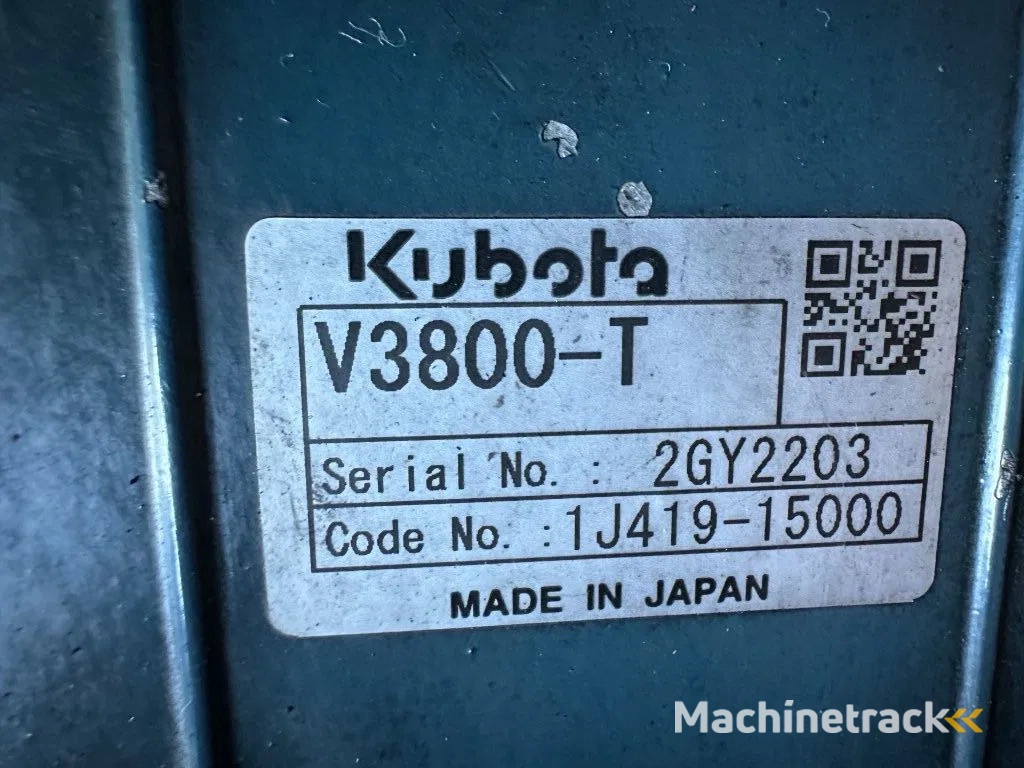 Kubota
V3800-T
Serial No. : 2GY2203
Code No. :1J419-15000
MADE IN JAPAN
Machinetrack